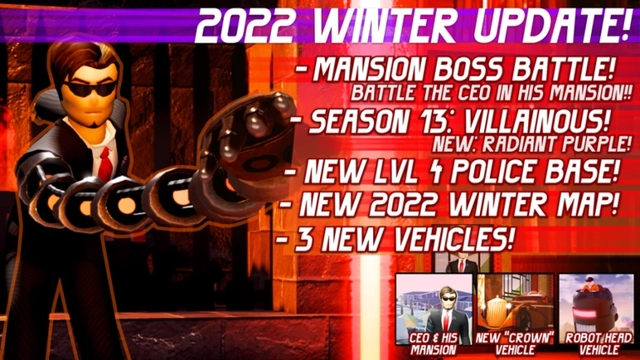 2022 WINTER UPDATE!
- MANSION BOSS BATTLE!
BATTLE THE CEO IN HIS MANSION!!
- SEASON 13: VILLAINOUS!
NEW: RADIANT PURPLE!
- NEW LVL 4 POLICE BASE!
- NEW 2022 WINTER MAP!
- 3 NEW VEHICLES!
CEO & HIS
MANSION
NEW "CROWN"
VEHICLE
ROBOT HEAD
VEHICLE